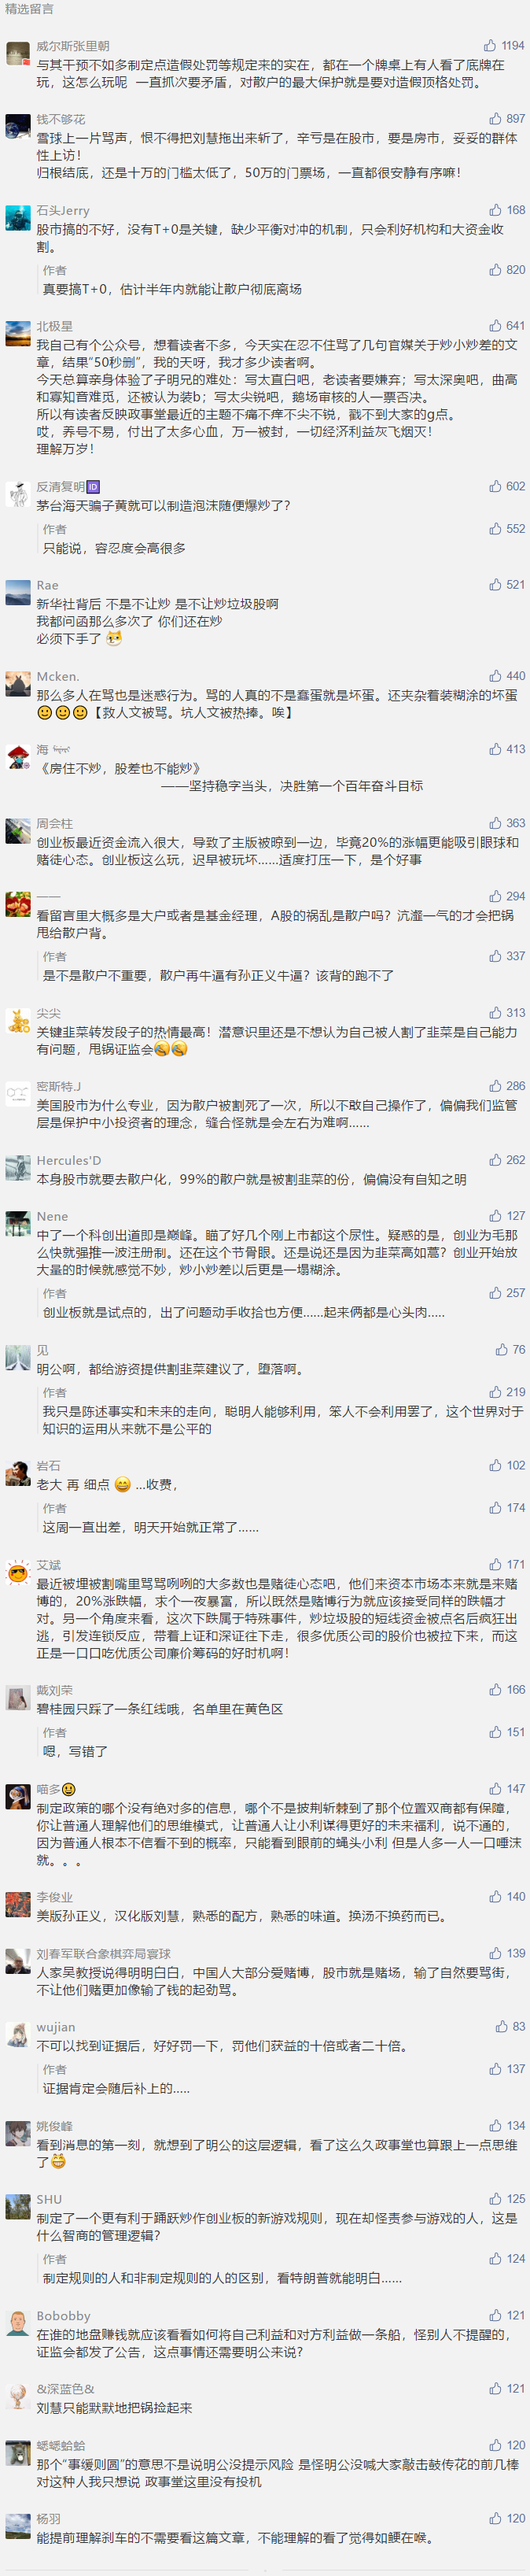 精选留言
威尔斯张里朝 1194
与其干预不如多制定点造假处罚等规定来的实在，都在一个牌桌上有人看了底牌在
玩，这怎么玩呢 一直抓次要矛盾，对散户的最大保护就是要对造假顶格处罚。
钱不够花 897
雪球上一片骂声，恨不得把刘慧拖出来斩了，辛亏是在股市，要是房市，妥妥的群体
性上访！
归根结底，还是十万的门槛太低了，50万的门票场，一直都很安静有序嘛！
石头Jerry 168
股市搞的不好，没有T+0是关键，缺少平衡对冲的机制，只会利好机构和大资金收
割。
作者 820
真要搞T+0，估计半年内就能让散户彻底离场
北极星 641
我自己有个公众号，想着读者不多，今天实在忍不住骂了几句官媒关于炒小炒差的文
章，结果“50秒删”，我的天呀，我才多少读者啊。
今天总算亲身体验了子明兄的难处：写太直白吧，老读者要嫌弃；写太深奥吧，曲高
和寡知音难觅，还被认为装b；写太尖锐吧，鹅场审核的人一票否决。
所以有读者反映政事堂最近的主题不痛不痒不尖不锐，戳不到大家的g点。
哎，养号不易，付出了太多心血，万一被封，一切经济利益灰飞烟灭！
理解万岁！
反清复明🆔 602
茅台海天骗子黄就可以制造泡沫随便爆炒了？
作者 552
只能说，容忍度会高很多
Rae 521
新华社背后 不是不让炒 是不让炒垃圾股啊
我都问函那么多次了 你们还在炒
必须下手了
Mcken. 440
那么多人在骂也是迷惑行为。骂的人真的不是蠢蛋就是坏蛋。还夹杂着装糊涂的坏蛋
【救人文被骂。坑人文被热捧。唉】
海 413
《房住不炒，股差也不能炒》
——坚持稳字当头，决胜第一个百年奋斗目标
周会柱 363
创业板最近资金流入很大，导致了主版被晾到一边，毕竟20%的涨幅更能吸引眼球和
赌徒心态。创业板这么玩，迟早被玩坏……适度打压一下，是个好事
一一 294
看留言里大概多是大户或者是基金经理，A股的祸乱是散户吗？沆瀣一气的才会把锅
甩给散户背。
作者 337
是不是散户不重要，散户再牛逼有孙正义牛逼？该背的跑不了
尖尖 313
关键韭菜转发段子的热情最高！潜意识里还是不想认为自己被人割了韭菜是自己能力
有问题，甩锅证监会
密斯特.J 286
美国股市为什么专业，因为散户被割死了一次，所以不敢自己操作了，偏偏我们监管
层是保护中小投资者的理念，缝合怪就是会左右为难啊……
Hercules'D 262
本身股市就要去散户化，99%的散户就是被割韭菜的份，偏偏没有自知之明
Nene 127
中了一个科创出道即是巅峰。瞄了好几个刚上市都这个尿性。疑惑的是，创业为毛那
么快就强推一波注册制。还在这个节骨眼。还是说还是因为韭菜高如蒿？创业开始放
大量的时候就感觉不妙，炒小炒差以后更是一塌糊涂。
作者 257
创业板就是试点的，出了问题动手收拾也方便……起来俩都是心头肉.....
见 76
明公啊，都给游资提供割韭菜建议了，堕落啊。
作者 219
我只是陈述事实和未来的走向，聪明人能够利用，笨人不会利用罢了，这个世界对于
知识的运用从来就不是公平的
岩石 102
老大 再 细点 ...收费，
作者 174
这周一直出差，明天开始就正常了……
艾斌 171
最近被埋被割嘴里骂骂咧咧的大多数也是赌徒心态吧，他们来资本市场本来就是来赌
博的，20%涨跌幅，求个一夜暴富，所以既然是赌博行为就应该接受同样的跌幅才
对。另一个角度来看，这次下跌属于特殊事件，炒垃圾股的短线资金被点名后疯狂出
逃，引发连锁反应，带着上证和深证往下走，很多优质公司的股价也被拉下来，而这
正是一口口吃优质公司廉价筹码的好时机啊！
戴刘荣 166
碧桂园只踩了一条红线哦，名单里在黄色区
作者 151
嗯，写错了
喵多 147
制定政策的哪个没有绝对多的信息，哪个不是披荆斩棘到了那个位置双商都有保障，
你让普通人理解他们的思维模式，让普通人让小利谋得更好的未来福利，说不通的，
因为普通人根本不信看不到的概率，只能看到眼前的蝇头小利 但是人多一人一口唾沫
就。。。
李俊业 140
美版孙正义，汉化版刘慧，熟悉的配方，熟悉的味道。换汤不换药而已。
刘春军联合象棋弈局寰球 139
人家吴教授说得明明白白，中国人大部分爱赌博，股市就是赌场，输了自然要骂街，
不让他们赌更加像输了钱的起劲骂。
wujian 83
不可以找到证据后，好好罚一下，罚他们获益的十倍或者二十倍。
作者 137
证据肯定会随后补上的.....
姚俊峰 134
看到消息的第一刻，就想到了明公的这层逻辑，看了这么久政事堂也算跟上一点思维
了
SHU 125
制定了一个更有利于踊跃炒作创业板的新游戏规则，现在却怪责参与游戏的人，这是
什么智商的管理逻辑？
作者 124
制定规则的人和非制定规则的人的区别，看特朗普就能明白……
Bobobby 121
在谁的地盘赚钱就应该看看如何将自己利益和对方利益做一条船，怪别人不提醒的，
证监会都发了公告，这点事情还需要明公来说?
&深蓝色& 121
刘慧只能默默地把锅捡起来
蟋蟋蛤蛤 120
那个“事缓则圆”的意思不是说明公没提示风险 是怪明公没喊大家敲击鼓传花的前几棒
对这种人我只想说 政事堂这里没有投机
杨羽 120
能提前理解刹车的不需要看这篇文章，不能理解的看了觉得如鲠在喉。